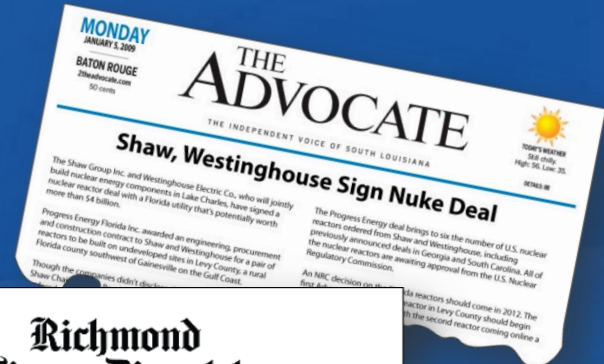 MONDAY
JANUARY 5, 2009
BATON ROUGE
2theadvocate.com
50 cents
THE
ADVOCATE
THE INDEPENDENT VOICE OF SOUTH LOUISIANA
TODAY'S WEATHER
Still chilly.
High: 56. Low: 35.
DETAILS: 8B
Shaw, Westinghouse Sign Nuke Deal
The Shaw Group Inc. and Westinghouse Electric Co., who will jointly
build nuclear energy components in Lake Charles, have signed a
nuclear reactor deal with a Florida utility that's potentially worth
more than $4 billion.
Progress Energy Florida Inc. awarded an engineering, procurement
and construction contract to Shaw and Westinghouse for a pair of
reactors to be built on undeveloped sites in Levy County, a rural
Florida county southwest of Gainesville on the Gulf Coast.
Though the companies didn't
Shaw
The Progress Energy deal brings to six the number of U.S. nuclear
reactors ordered from Shaw and Westinghouse, including
previously announced deals in Georgia and South Carolina. All of
the nuclear reactors are awaiting approval from the U.S. Nuclear
Regulatory Commission.
An NRC decision on
reactors should come in 2012. The
first
reactor in Levy County should begin
the second reactor coming online a
Richmond